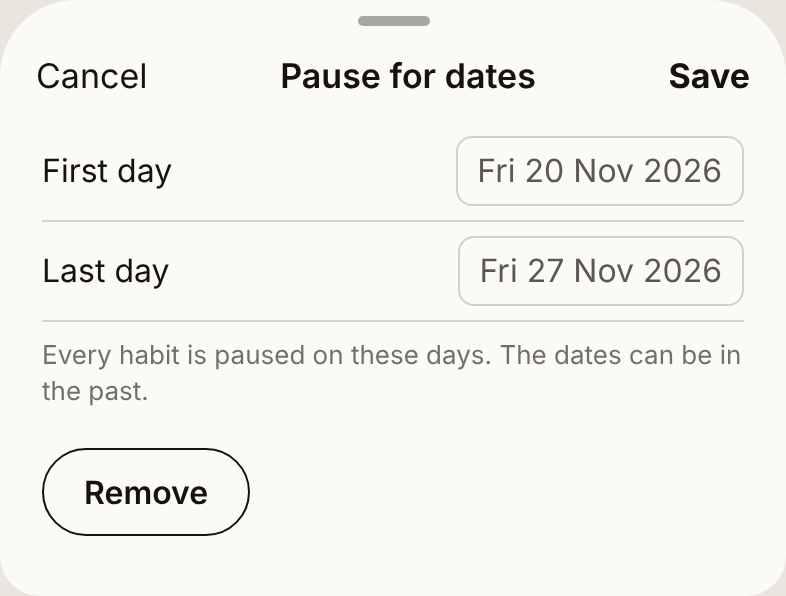 Cancel Pause for dates Save
First day Fri 20 Nov 2026
Last day Fri 27 Nov 2026
Every habit is paused on these days. The dates can be in
the past.
Remove